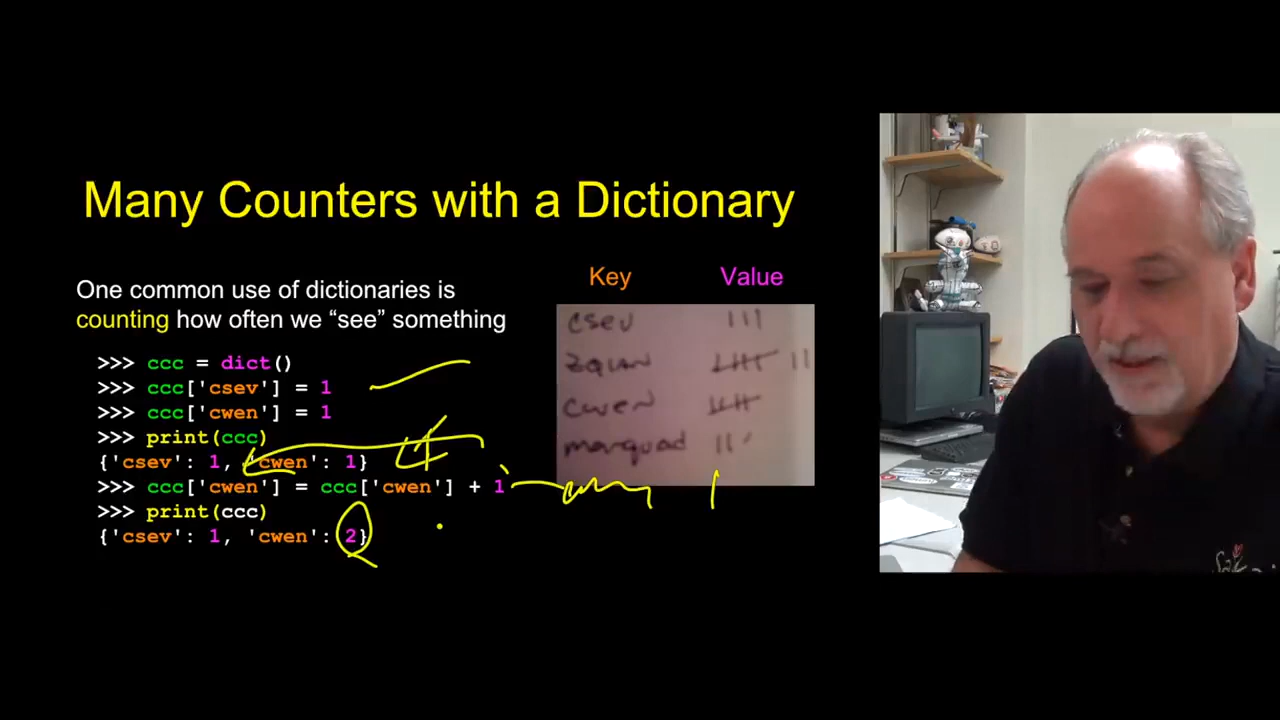 Many Counters with a Dictionary
One common use of dictionaries is
counting how often we “see” something
>>> ccc = dict()
>>> ccc['csev'] = 1
>>> ccc['cwen'] = 1
>>> print(ccc)
{'csev': 1, 'cwen': 1}
>>> ccc['cwen'] = ccc['cwen'] + 1
>>> print(ccc)
{'csev': 1, 'cwen': 2}
Key Value
csev
zquan
cwen
marquad